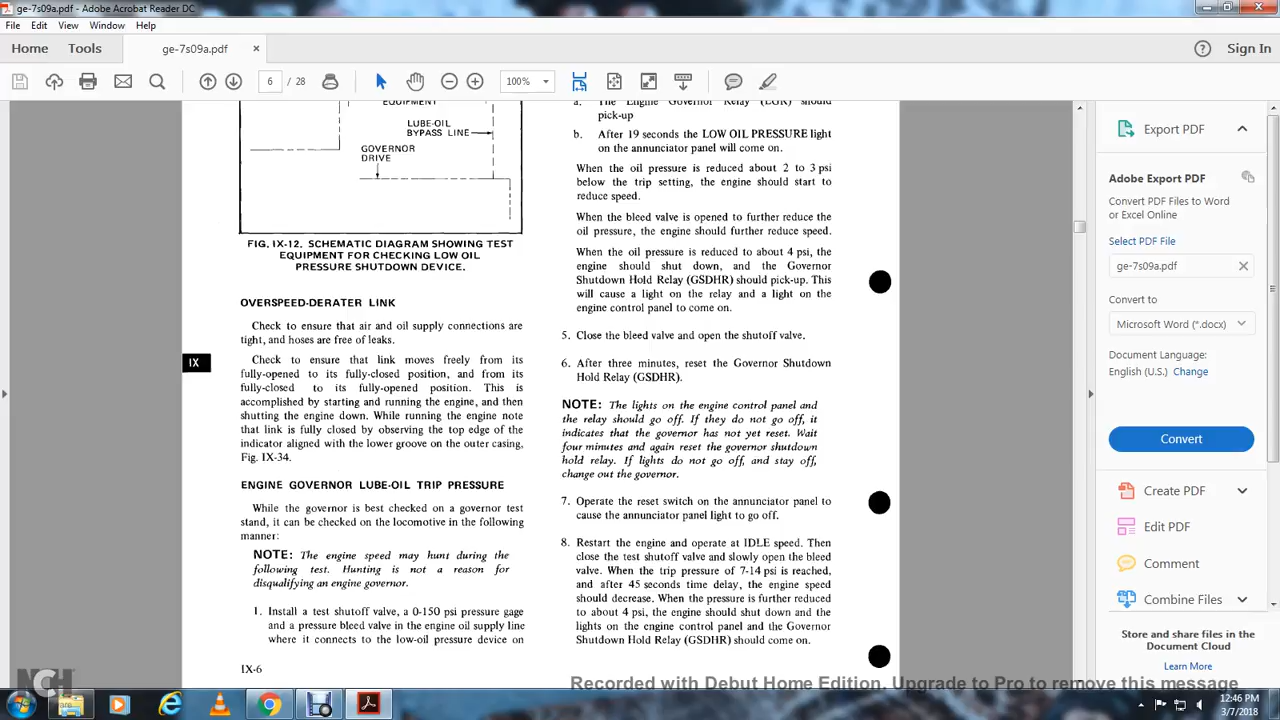 ge-7s09a.pdf - Adobe Acrobat Reader DC
File Edit View Window Help
Home Tools ge-7s09a.pdf × Sign In
6 / 28 100%
EQUIPMENT
LUBE-OIL
BYPASS LINE
GOVERNOR
DRIVE
FIG. IX-12. SCHEMATIC DIAGRAM SHOWING TEST
EQUIPMENT FOR CHECKING LOW OIL
PRESSURE SHUTDOWN DEVICE.
OVERSPEED-DERATER LINK
Check to ensure that air and oil supply connections are
tight, and hoses are free of leaks.
IX
Check to ensure that link moves freely from its
fully-opened to its fully-closed position, and from its
fully-closed to its fully-opened position. This is
accomplished by starting and running the engine, and then
shutting the engine down. While running the engine note
that link is fully closed by observing the top edge of the
indicator aligned with the lower groove on the outer casing,
Fig. IX-34.
ENGINE GOVERNOR LUBE-OIL TRIP PRESSURE
While the governor is best checked on a governor test
stand, it can be checked on the locomotive in the following
manner:
NOTE: The engine speed may hunt during the
following test. Hunting is not a reason for
disqualifying an engine governor.
1. Install a test shutoff valve, a 0-150 psi pressure gage
and a pressure bleed valve in the engine oil supply line
where it connects to the low-oil pressure device on
IX-6
a. The Engine Governor Relay (EGR) should
pick-up
b. After 19 seconds the LOW OIL PRESSURE light
on the annunciator panel will come on.
When the oil pressure is reduced about 2 to 3 psi
below the trip setting, the engine should start to
reduce speed.
When the bleed valve is opened to further reduce the
oil pressure, the engine should further reduce speed.
When the oil pressure is reduced to about 4 psi, the
engine should shut down, and the Governor
Shutdown Hold Relay (GSDHR) should pick-up. This
will cause a light on the relay and a light on the
engine control panel to come on.
5. Close the bleed valve and open the shutoff valve.
6. After three minutes, reset the Governor Shutdown
Hold Relay (GSDHR).
NOTE: The lights on the engine control panel and
the relay should go off. If they do not go off, it
indicates that the governor has not yet reset. Wait
four minutes and again reset the governor shutdown
hold relay. If lights do not go off, and stay off,
change out the governor.
7. Operate the reset switch on the annunciator panel to
cause the annunciator panel light to go off.
8. Restart the engine and operate at IDLE speed. Then
close the test shutoff valve and slowly open the bleed
valve. When the trip pressure of 7-14 psi is reached,
and after 45 seconds time delay, the engine speed
should decrease. When the pressure is further reduced
to about 4 psi, the engine should shut down and the
lights on the engine control panel and the Governor
Shutdown Hold Relay (GSDHR) should come on.
Export PDF
Adobe Export PDF
Convert PDF Files to Word
or Excel Online
Select PDF File
ge-7s09a.pdf
Convert to
Microsoft Word (*.docx)
Document Language:
English (U.S.) Change
Convert
Create PDF
Edit PDF
Comment
Combine Files
Store and share files in the
Document Cloud
Learn More
NCH
Recorded with Debut Home Edition. Upgrade to Pro to remove this message
12:46 PM
3/7/2018